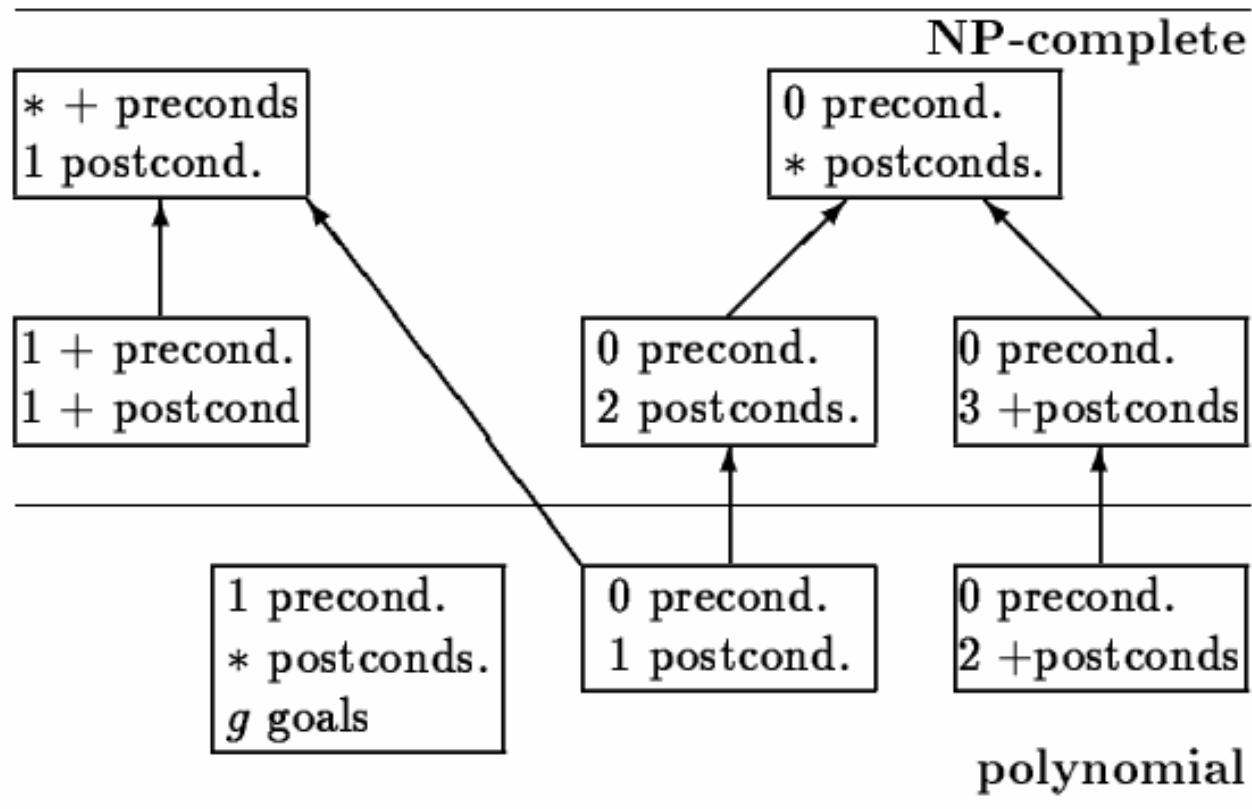 NP-complete
* + preconds
1 postcond.
0 precond.
* postconds.
1 + precond.
1 + postcond
0 precond.
2 postconds.
0 precond.
3 +postconds
1 precond.
* postconds.
g goals
0 precond.
1 postcond.
0 precond.
2 +postconds
polynomial